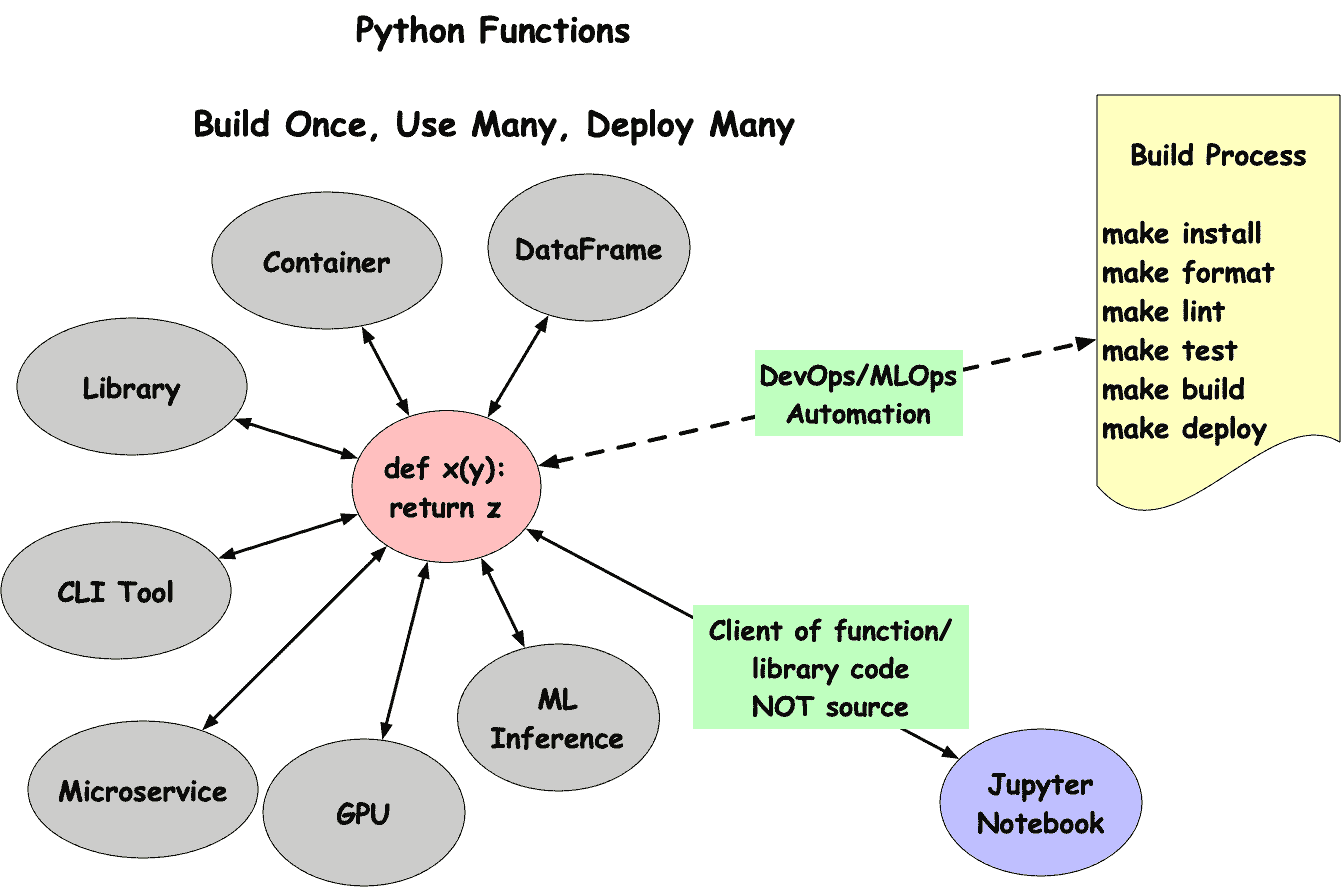 Python Functions
Build Once, Use Many, Deploy Many
Build Process
make install
make format
make lint
make test
make build
make deploy
Container
DataFrame
Library
DevOps/MLOps
Automation
def x(y):
return z
CLI Tool
Client of function/
library code
NOT source
ML
Inference
Microservice
GPU
Jupyter
Notebook